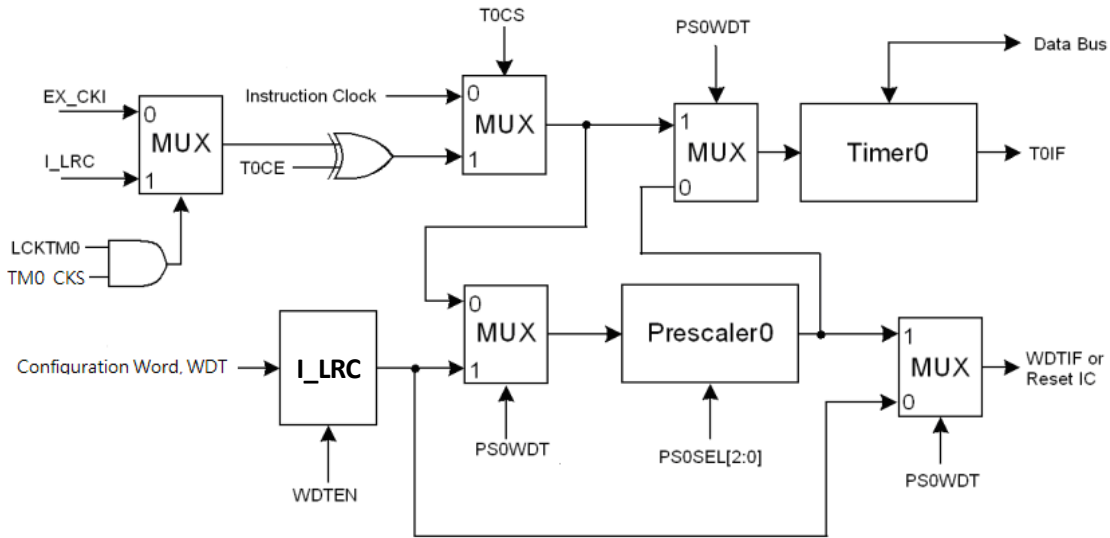 T0CS
PS0WDT
Data Bus
EX_CKI
0
MUX
I_LRC
1
Instruction Clock
0
MUX
1
T0CE
1
MUX
0
Timer0
T0IF
LCKTM0
TM0 CKS
0
MUX
1
Prescaler0
1
MUX
0
WDTIF or
Reset IC
Configuration Word, WDT
I_LRC
PS0WDT
PS0SEL[2:0]
PS0WDT
WDTEN